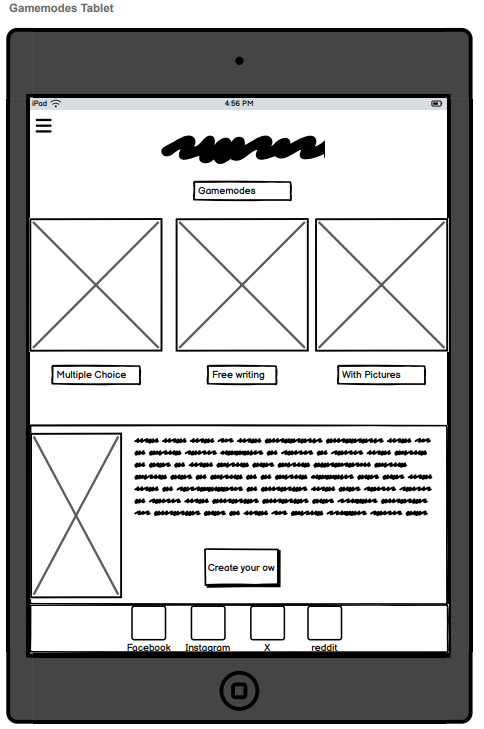 Gamemodes Tablet
iPad 4:56 PM
Gamemodes
Multiple Choice Free writing With Pictures
Create your ow
Facebook Instagram X reddit